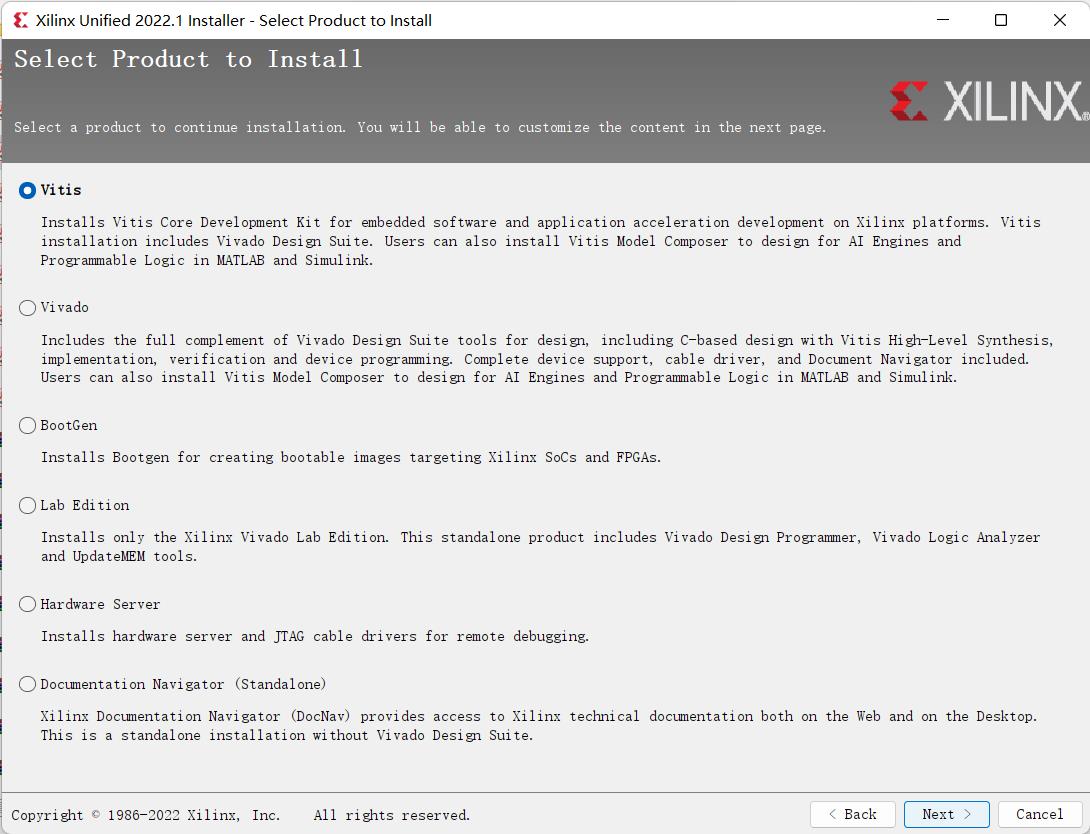 Xilinx Unified 2022.1 Installer - Select Product to Install
Select Product to Install
XILINX®
Select a product to continue installation. You will be able to customize the content in the next page.
Vitis
Installs Vitis Core Development Kit for embedded software and application acceleration development on Xilinx platforms. Vitis
installation includes Vivado Design Suite. Users can also install Vitis Model Composer to design for AI Engines and
Programmable Logic in MATLAB and Simulink.
Vivado
Includes the full complement of Vivado Design Suite tools for design, including C-based design with Vitis High-Level Synthesis,
implementation, verification and device programming. Complete device support, cable driver, and Document Navigator included.
Users can also install Vitis Model Composer to design for AI Engines and Programmable Logic in MATLAB and Simulink.
BootGen
Installs Bootgen for creating bootable images targeting Xilinx SoCs and FPGAs.
Lab Edition
Installs only the Xilinx Vivado Lab Edition. This standalone product includes Vivado Design Programmer, Vivado Logic Analyzer
and UpdateMEM tools.
Hardware Server
Installs hardware server and JTAG cable drivers for remote debugging.
Documentation Navigator (Standalone)
Xilinx Documentation Navigator (DocNav) provides access to Xilinx technical documentation both on the Web and on the Desktop.
This is a standalone installation without Vivado Design Suite.
Copyright © 1986-2022 Xilinx, Inc. All rights reserved.
< Back Next > Cancel